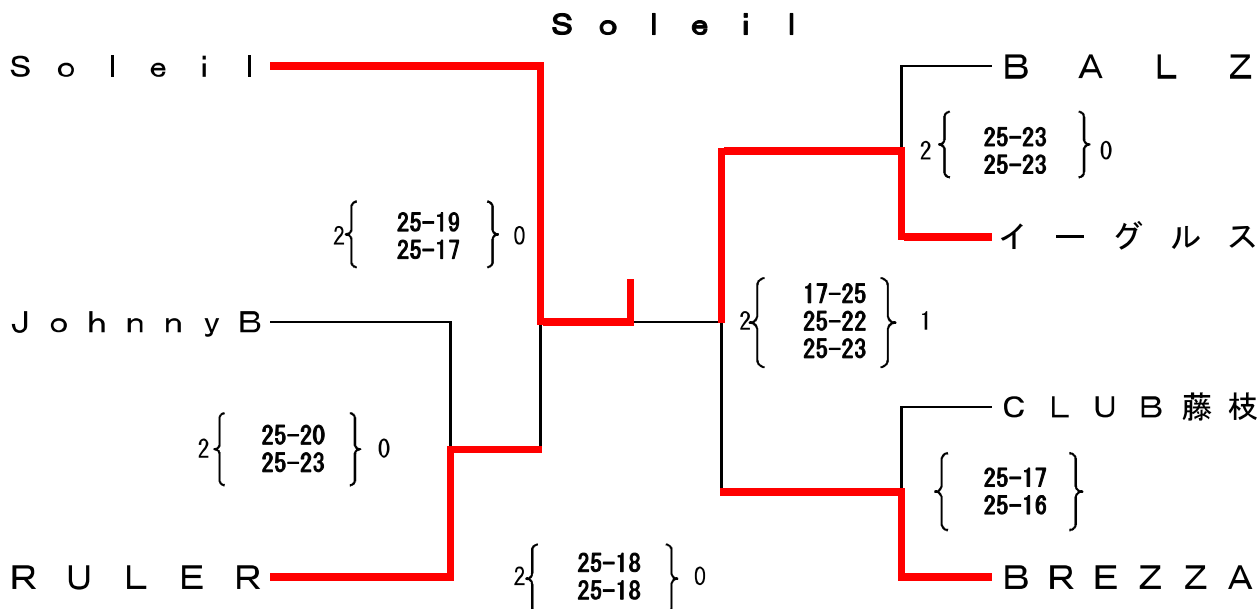 Soleil
Soleil
BALZ
2 25-23 0
25-23
イーグルス
2 25-19 0
25-17
JohnnyB
2 17-25 1
25-22
25-23
CLUB藤枝
2 25-20 0
25-23
25-17
25-16
RULER
2 25-18 0
25-18
BREZZA